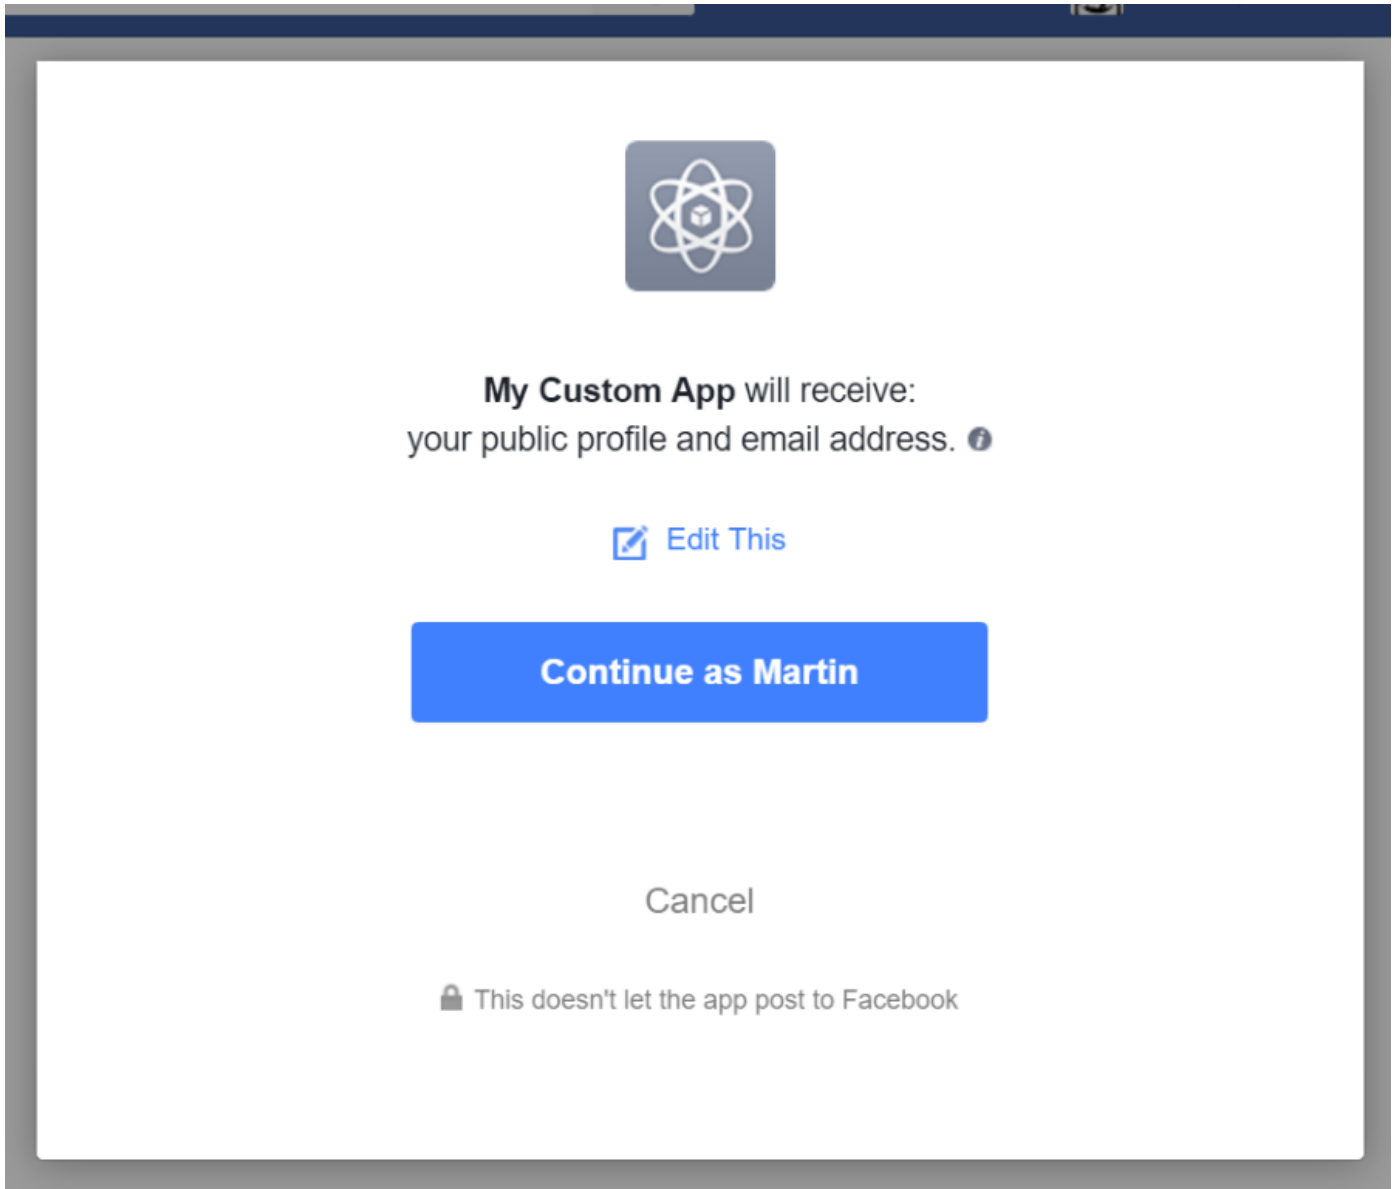 My Custom App will receive:
your public profile and email address.
Edit This
Continue as Martin
Cancel
This doesn't let the app post to Facebook